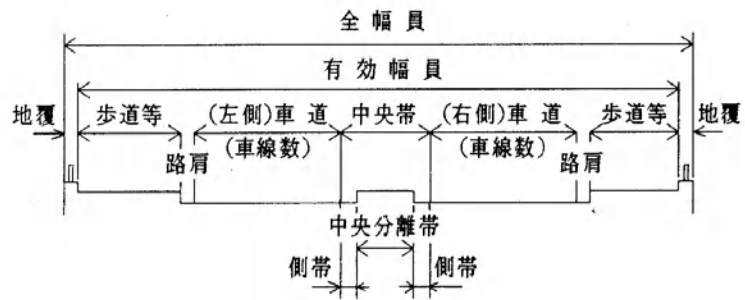 全幅員
有効幅員
地覆 歩道等 (左側)車道 中央帯 (右側)車道 歩道等 地覆
路肩 (車線数) (車線数) 路肩
中央分離帯
側帯 側帯